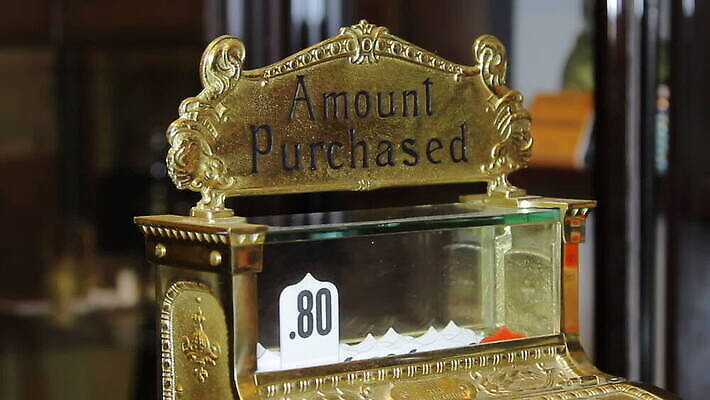 Amount
Purchased
.80